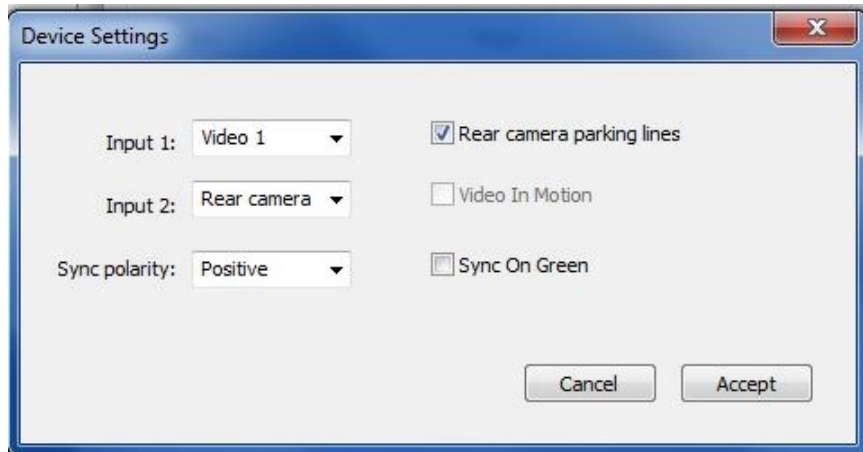 Device Settings
Input 1: Video 1 Rear camera parking lines
Input 2: Rear camera Video In Motion
Sync polarity: Positive Sync On Green
Cancel Accept